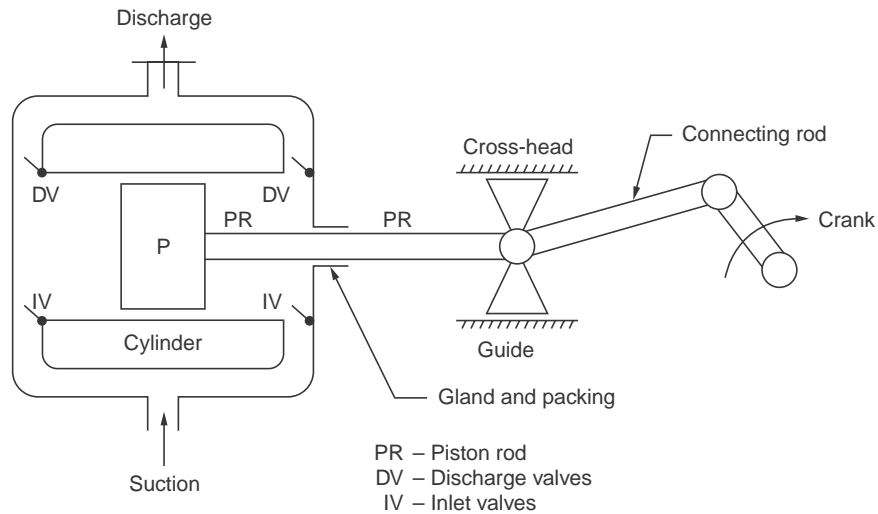 Discharge
Cross-head
Connecting rod
DV
DV
PR
PR
P
Crank
IV
IV
Cylinder
Guide
Gland and packing
Suction
PR – Piston rod
DV – Discharge valves
IV – Inlet valves